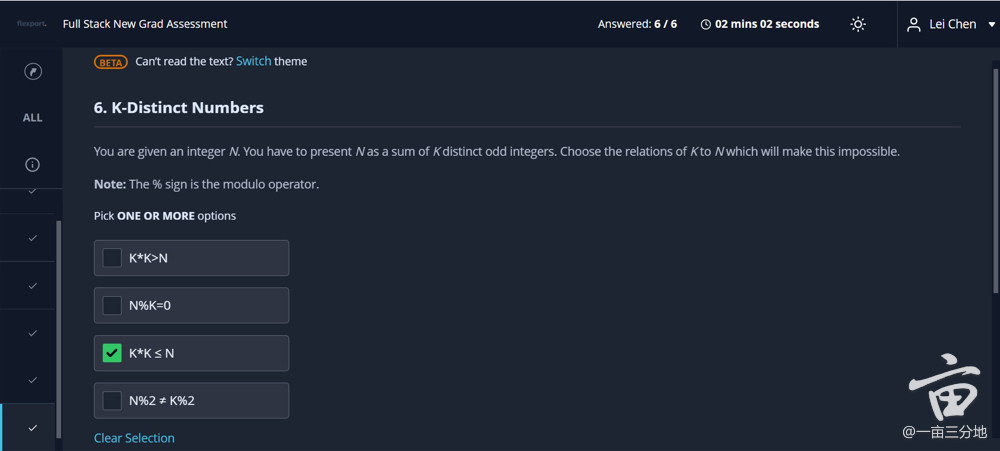 flexport.
Full Stack New Grad Assessment
Answered: 6 / 6
02 mins 02 seconds
Lei Chen
BETA Can't read the text? Switch theme
ALL
6. K-Distinct Numbers
You are given an integer N. You have to present N as a sum of K distinct odd integers. Choose the relations of K to N which will make this impossible.
Note: The % sign is the modulo operator.
Pick ONE OR MORE options
K*K>N
N%K=0
K*K ≤ N
N%2 ≠ K%2
Clear Selection
亩
@一亩三分地